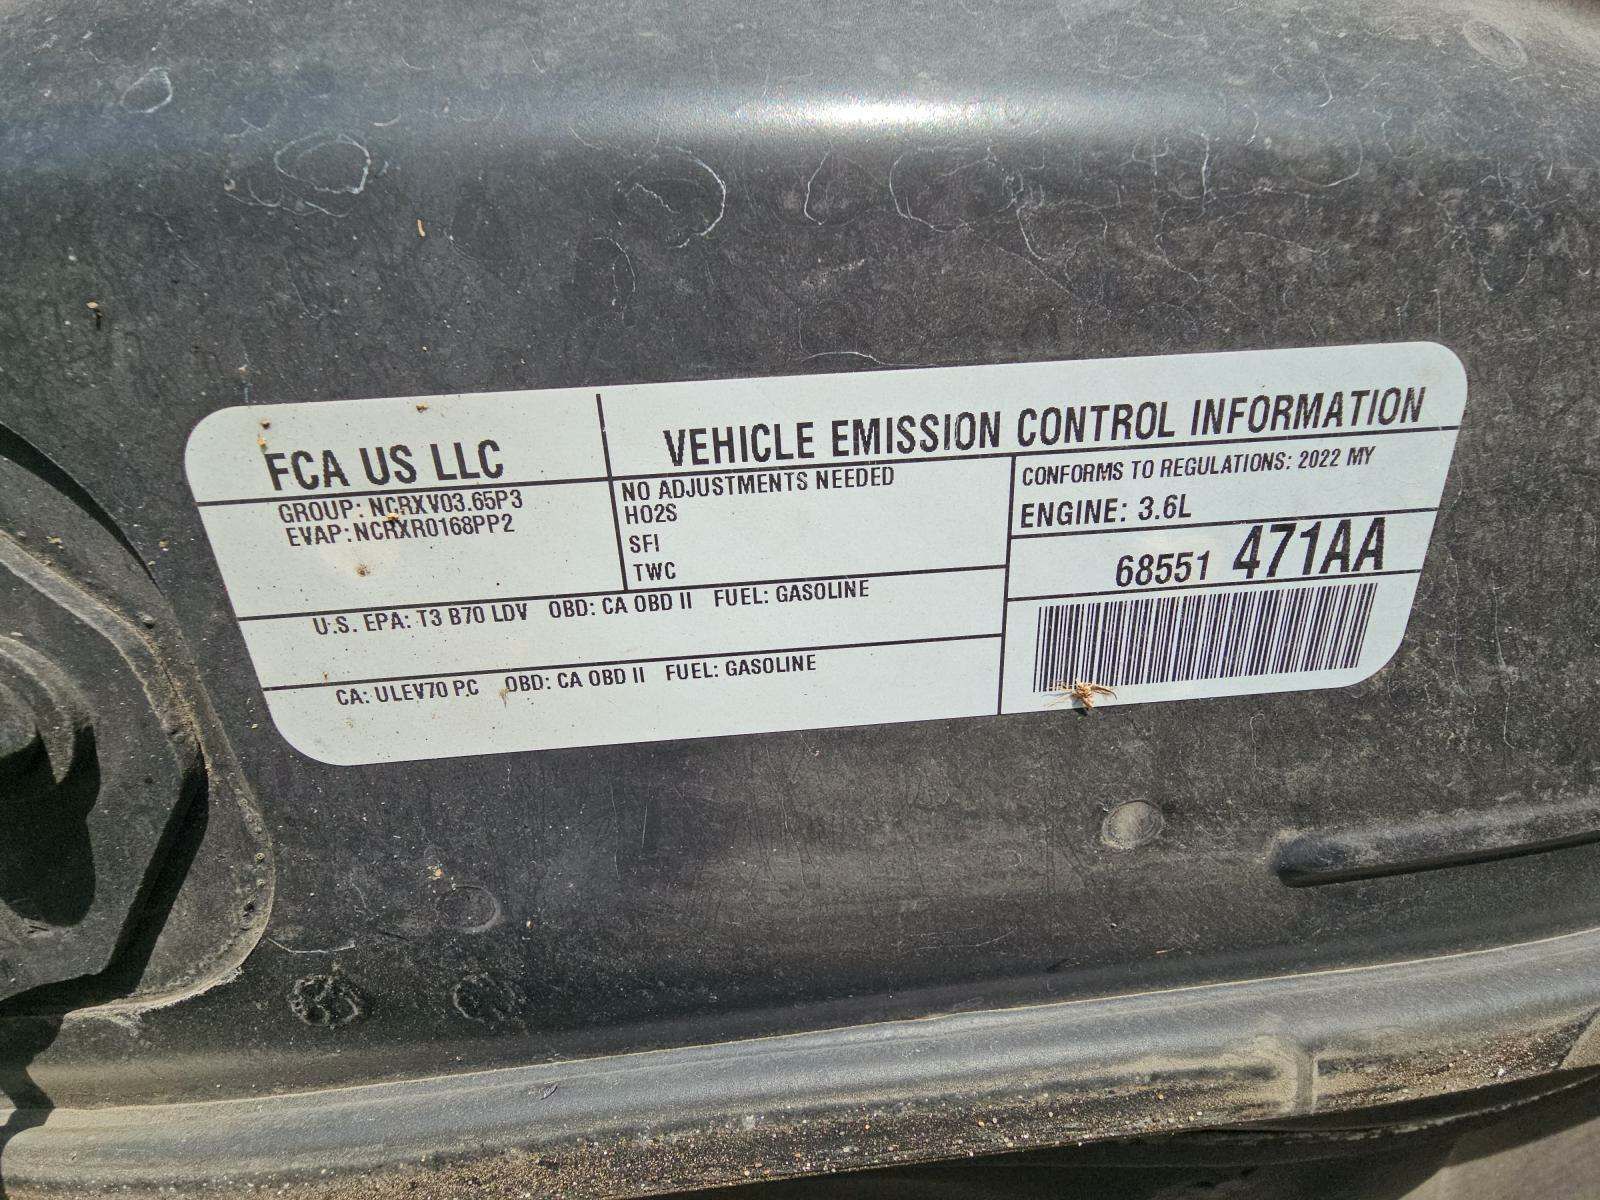 FCA US LLC
VEHICLE EMISSION CONTROL INFORMATION
GROUP: NCRXV03.65P3
EVAP: NCRXR0168PP2
NO ADJUSTMENTS NEEDED
HO2S
SFI
TWC
CONFORMS TO REGULATIONS: 2022 MY
ENGINE: 3.6L
68551 471AA
U.S. EPA: T3 B70 LDV OBD: CA OBD II FUEL: GASOLINE
CA: ULEV70 PC OBD: CA OBD II FUEL: GASOLINE